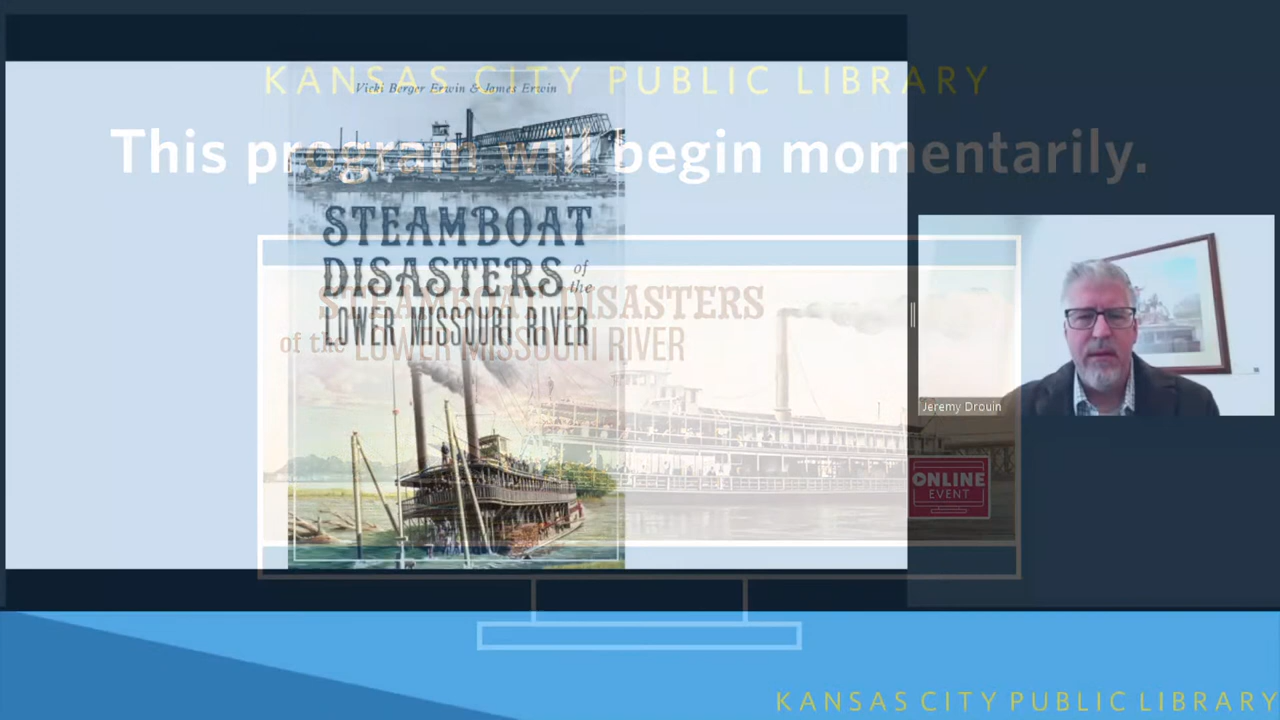 KANSAS CITY PUBLIC LIBRARY
Vicki Berger Erwin & James Erwin
This program will begin momentarily.
STEAMBOAT
DISASTERS of
the
LOWER MISSOURI RIVER
STEAMBOAT DISASTERS
of the LOWER MISSOURI RIVER
Jeremy Drouin
ONLINE
EVENT
KANSAS CITY PUBLIC LIBRARY